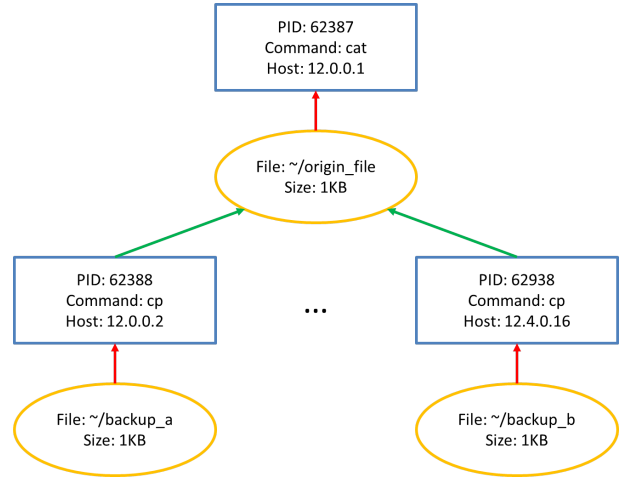 PID: 62387
Command: cat
Host: 12.0.0.1
File: ~/origin_file
Size: 1KB
PID: 62388
Command: cp
Host: 12.0.0.2
...
PID: 62938
Command: cp
Host: 12.4.0.16
File: ~/backup_a
Size: 1KB
File: ~/backup_b
Size: 1KB